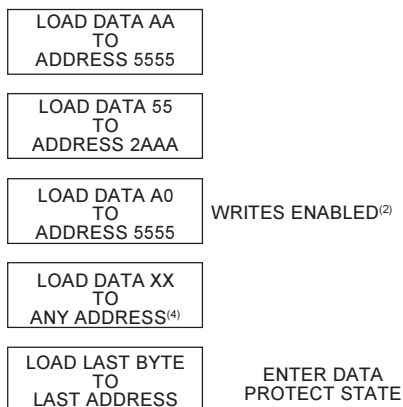 LOAD DATA AA
TO
ADDRESS 5555
LOAD DATA 55
TO
ADDRESS 2AAA
LOAD DATA A0
TO
ADDRESS 5555
WRITES ENABLED(2)
LOAD DATA XX
TO
ANY ADDRESS(4)
LOAD LAST BYTE
TO
LAST ADDRESS
ENTER DATA
PROTECT STATE